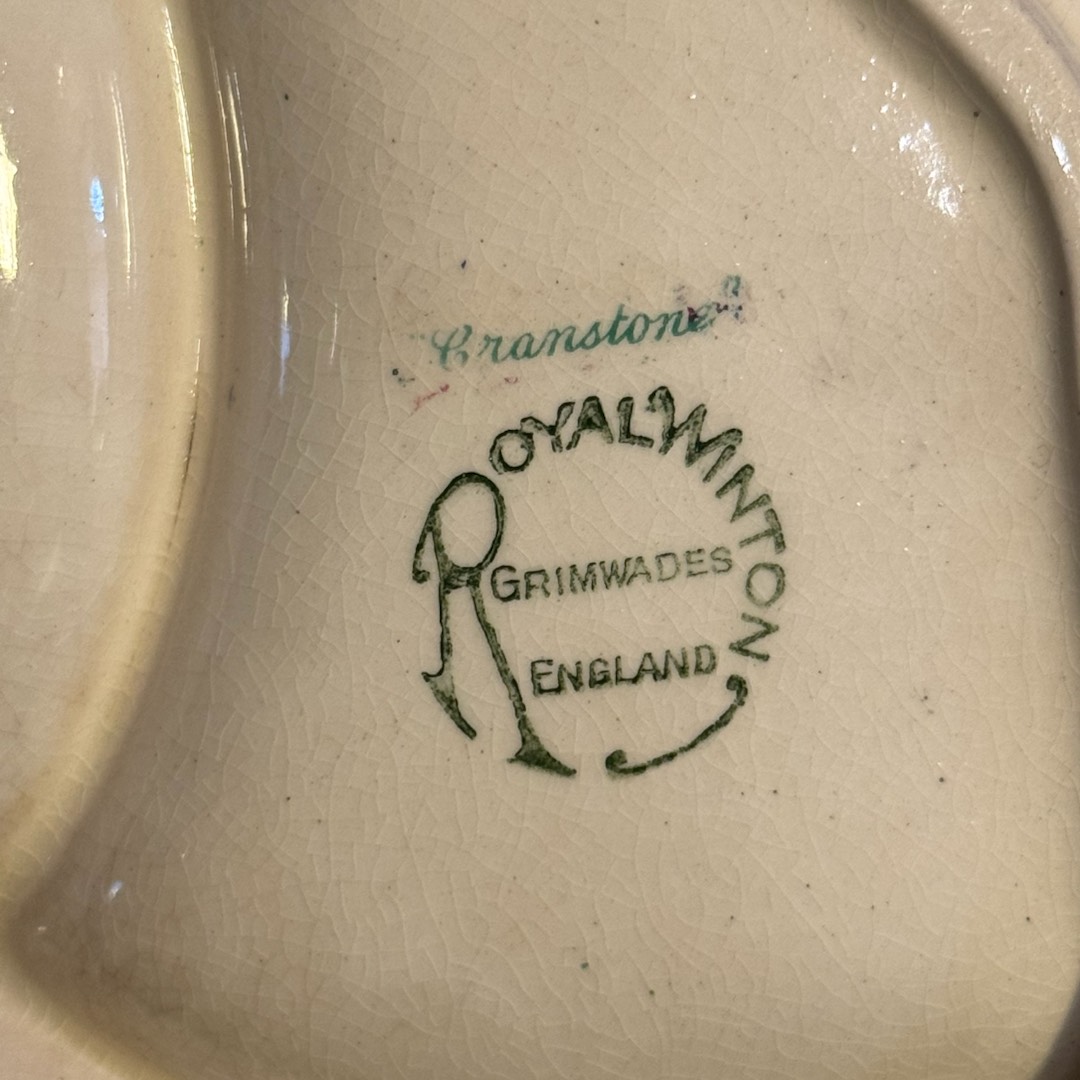 "Cranstone"
ROYAL WINTON
GRIMWADES
ENGLAND